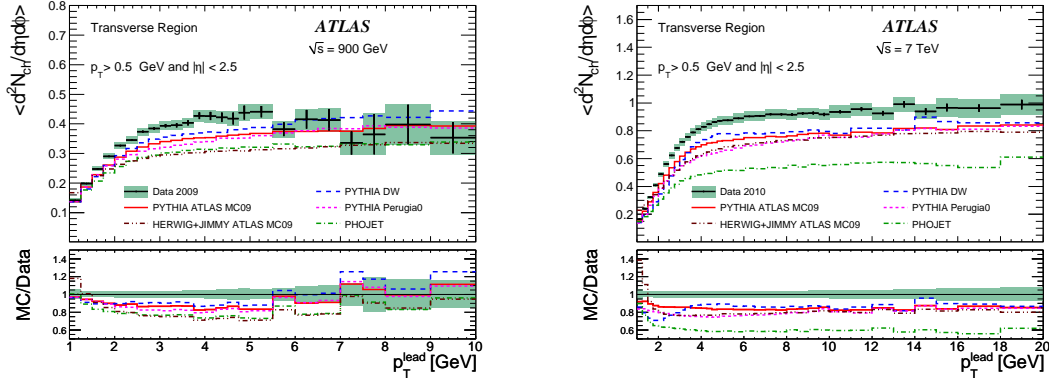 <d²N_ch/dηdϕ>
0.8
0.7
0.6
0.5
0.4
0.3
0.2
0.1
Transverse Region
ATLAS
√s = 900 GeV
p_T > 0.5 GeV and |η| < 2.5
Data 2009
PYTHIA ATLAS MC09
HERWIG+JIMMY ATLAS MC09
PYTHIA DW
PYTHIA Perugia0
PHOJET
MC/Data
1.4
1.2
1
0.8
0.6
1 2 3 4 5 6 7 8 9 10
p_T^lead [GeV]
<d²N_ch/dηdϕ>
1.6
1.4
1.2
1.0
0.8
0.6
0.4
0.2
Transverse Region
ATLAS
√s = 7 TeV
p_T > 0.5 GeV and |η| < 2.5
Data 2010
PYTHIA ATLAS MC09
HERWIG+JIMMY ATLAS MC09
PYTHIA DW
PYTHIA Perugia0
PHOJET
MC/Data
1.4
1.2
1
0.8
0.6
2 4 6 8 10 12 14 16 18 20
p_T^lead [GeV]